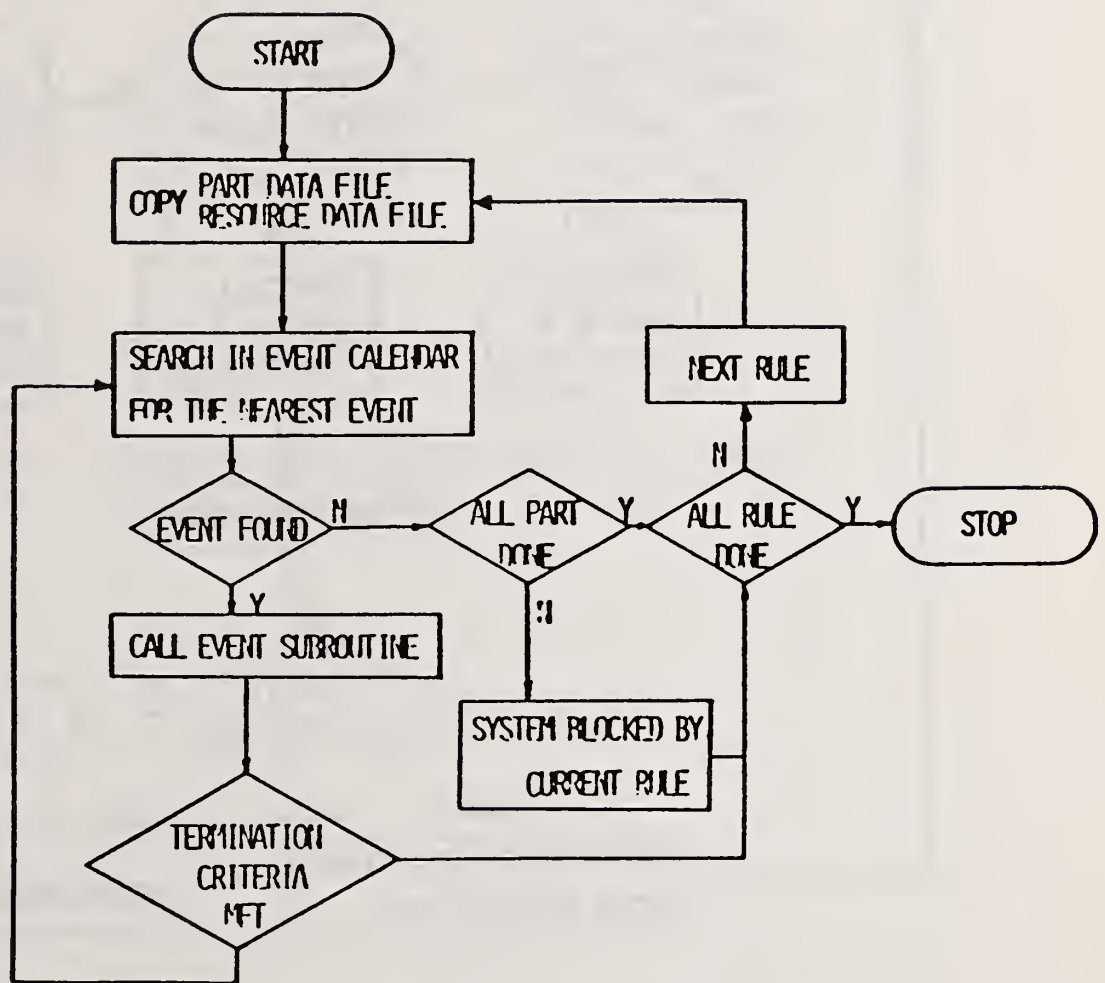 START
COPY PART DATA FILE
RESOURCE DATA FILE
SEARCH IN EVENT CALENDAR
FOR THE NEAREST EVENT
NEXT RULE
N
EVENT FOUND
N
ALL PART
DONE
Y
ALL RULE
DONE
Y
STOP
Y
N
CALL EVENT SUBROUTINE
SYSTEM BLOCKED BY
CURRENT RULE
TERMINATION
CRITERIA
MET